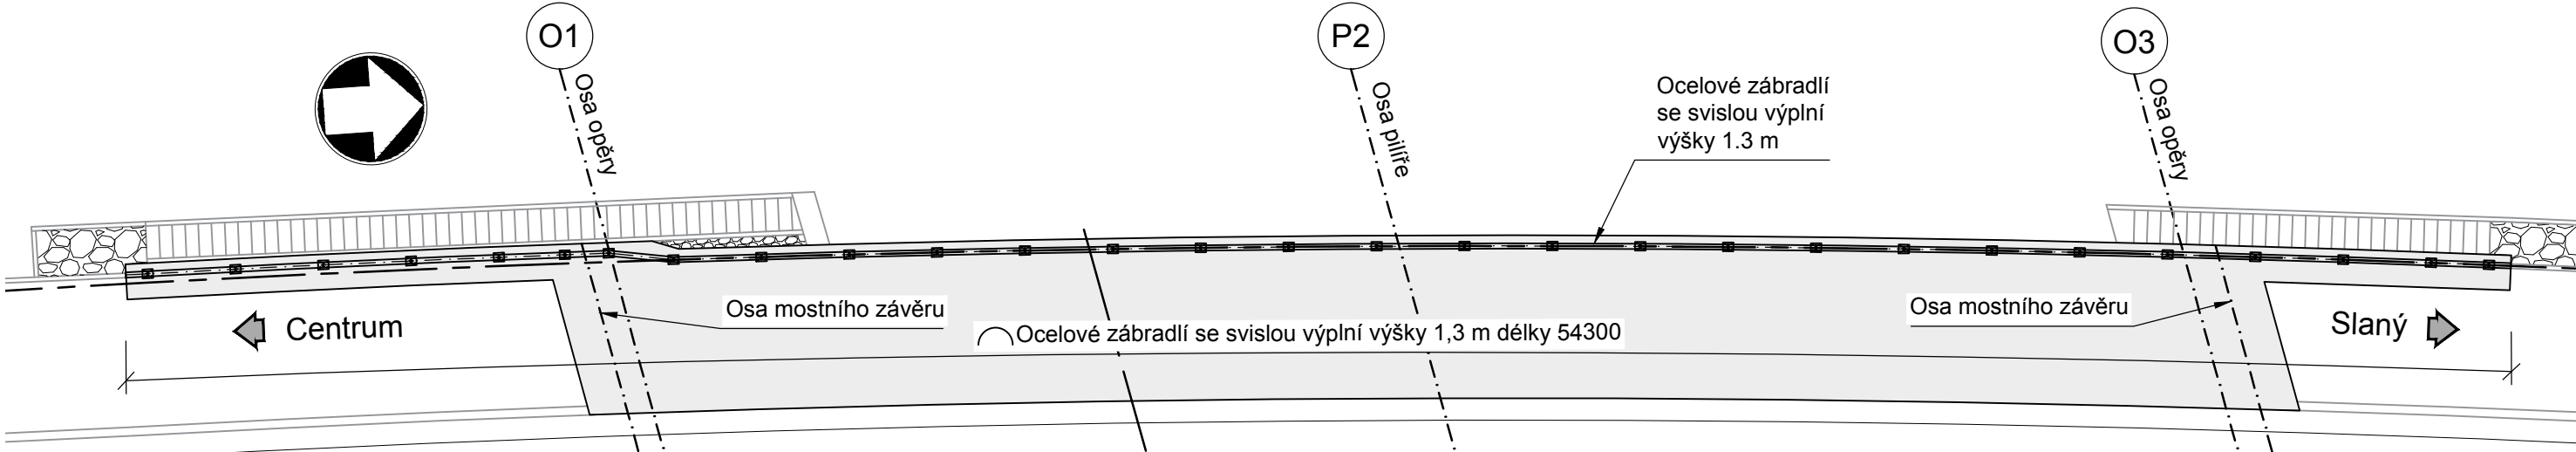 O1
P2
O3
Osa opěry
Osa pilíře
Osa opěry
Ocelové zábradlí
se svislou výplní
výšky 1.3 m
Osa mostního závěru
Osa mostního závěru
Centrum
Ocelové zábradlí se svislou výplní výšky 1,3 m délky 54300
Slaný